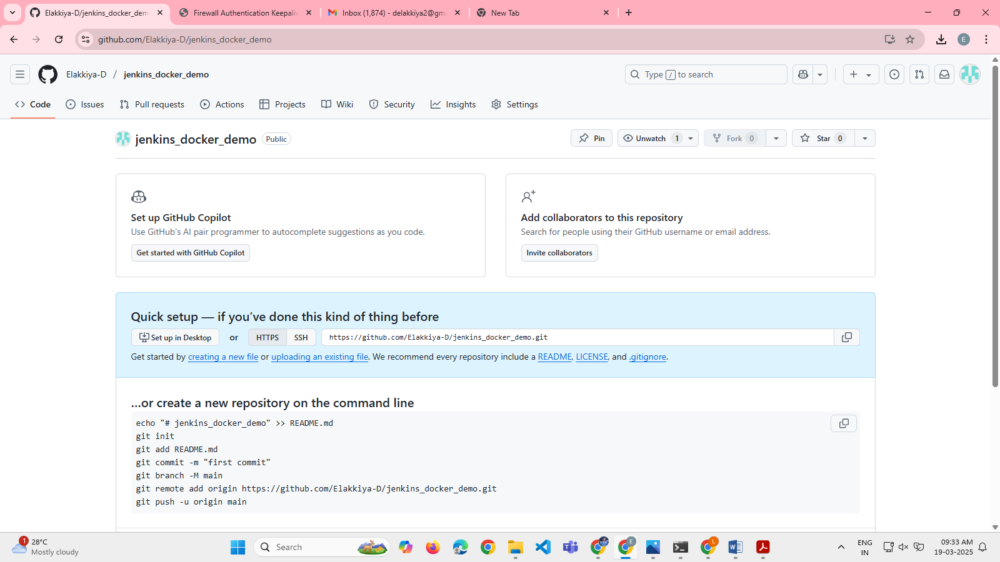 Elakkiya-D/jenkins_docker_dem
Firewall Authentication Keepaliv
Inbox (1,874) - delakkiya2@gm
New Tab
github.com/Elakkiya-D/jenkins_docker_demo
E
Elakkiya-D / jenkins_docker_demo
Type / to search
Code
Issues
Pull requests
Actions
Projects
Wiki
Security
Insights
Settings
jenkins_docker_demo Public
Pin
Unwatch 1
Fork 0
Star 0
Set up GitHub Copilot
Use GitHub's AI pair programmer to autocomplete suggestions as you code.
Get started with GitHub Copilot
Add collaborators to this repository
Search for people using their GitHub username or email address.
Invite collaborators
Quick setup — if you’ve done this kind of thing before
Set up in Desktop or HTTPS SSH https://github.com/Elakkiya-D/jenkins_docker_demo.git
Get started by creating a new file or uploading an existing file. We recommend every repository include a README, LICENSE, and .gitignore.
…or create a new repository on the command line
echo "# jenkins_docker_demo" >> README.md
git init
git add README.md
git commit -m "first commit"
git branch -M main
git remote add origin https://github.com/Elakkiya-D/jenkins_docker_demo.git
git push -u origin main
1
28°C
Mostly cloudy
Search
E
L
ENG
IN
09:33 AM
19-03-2025